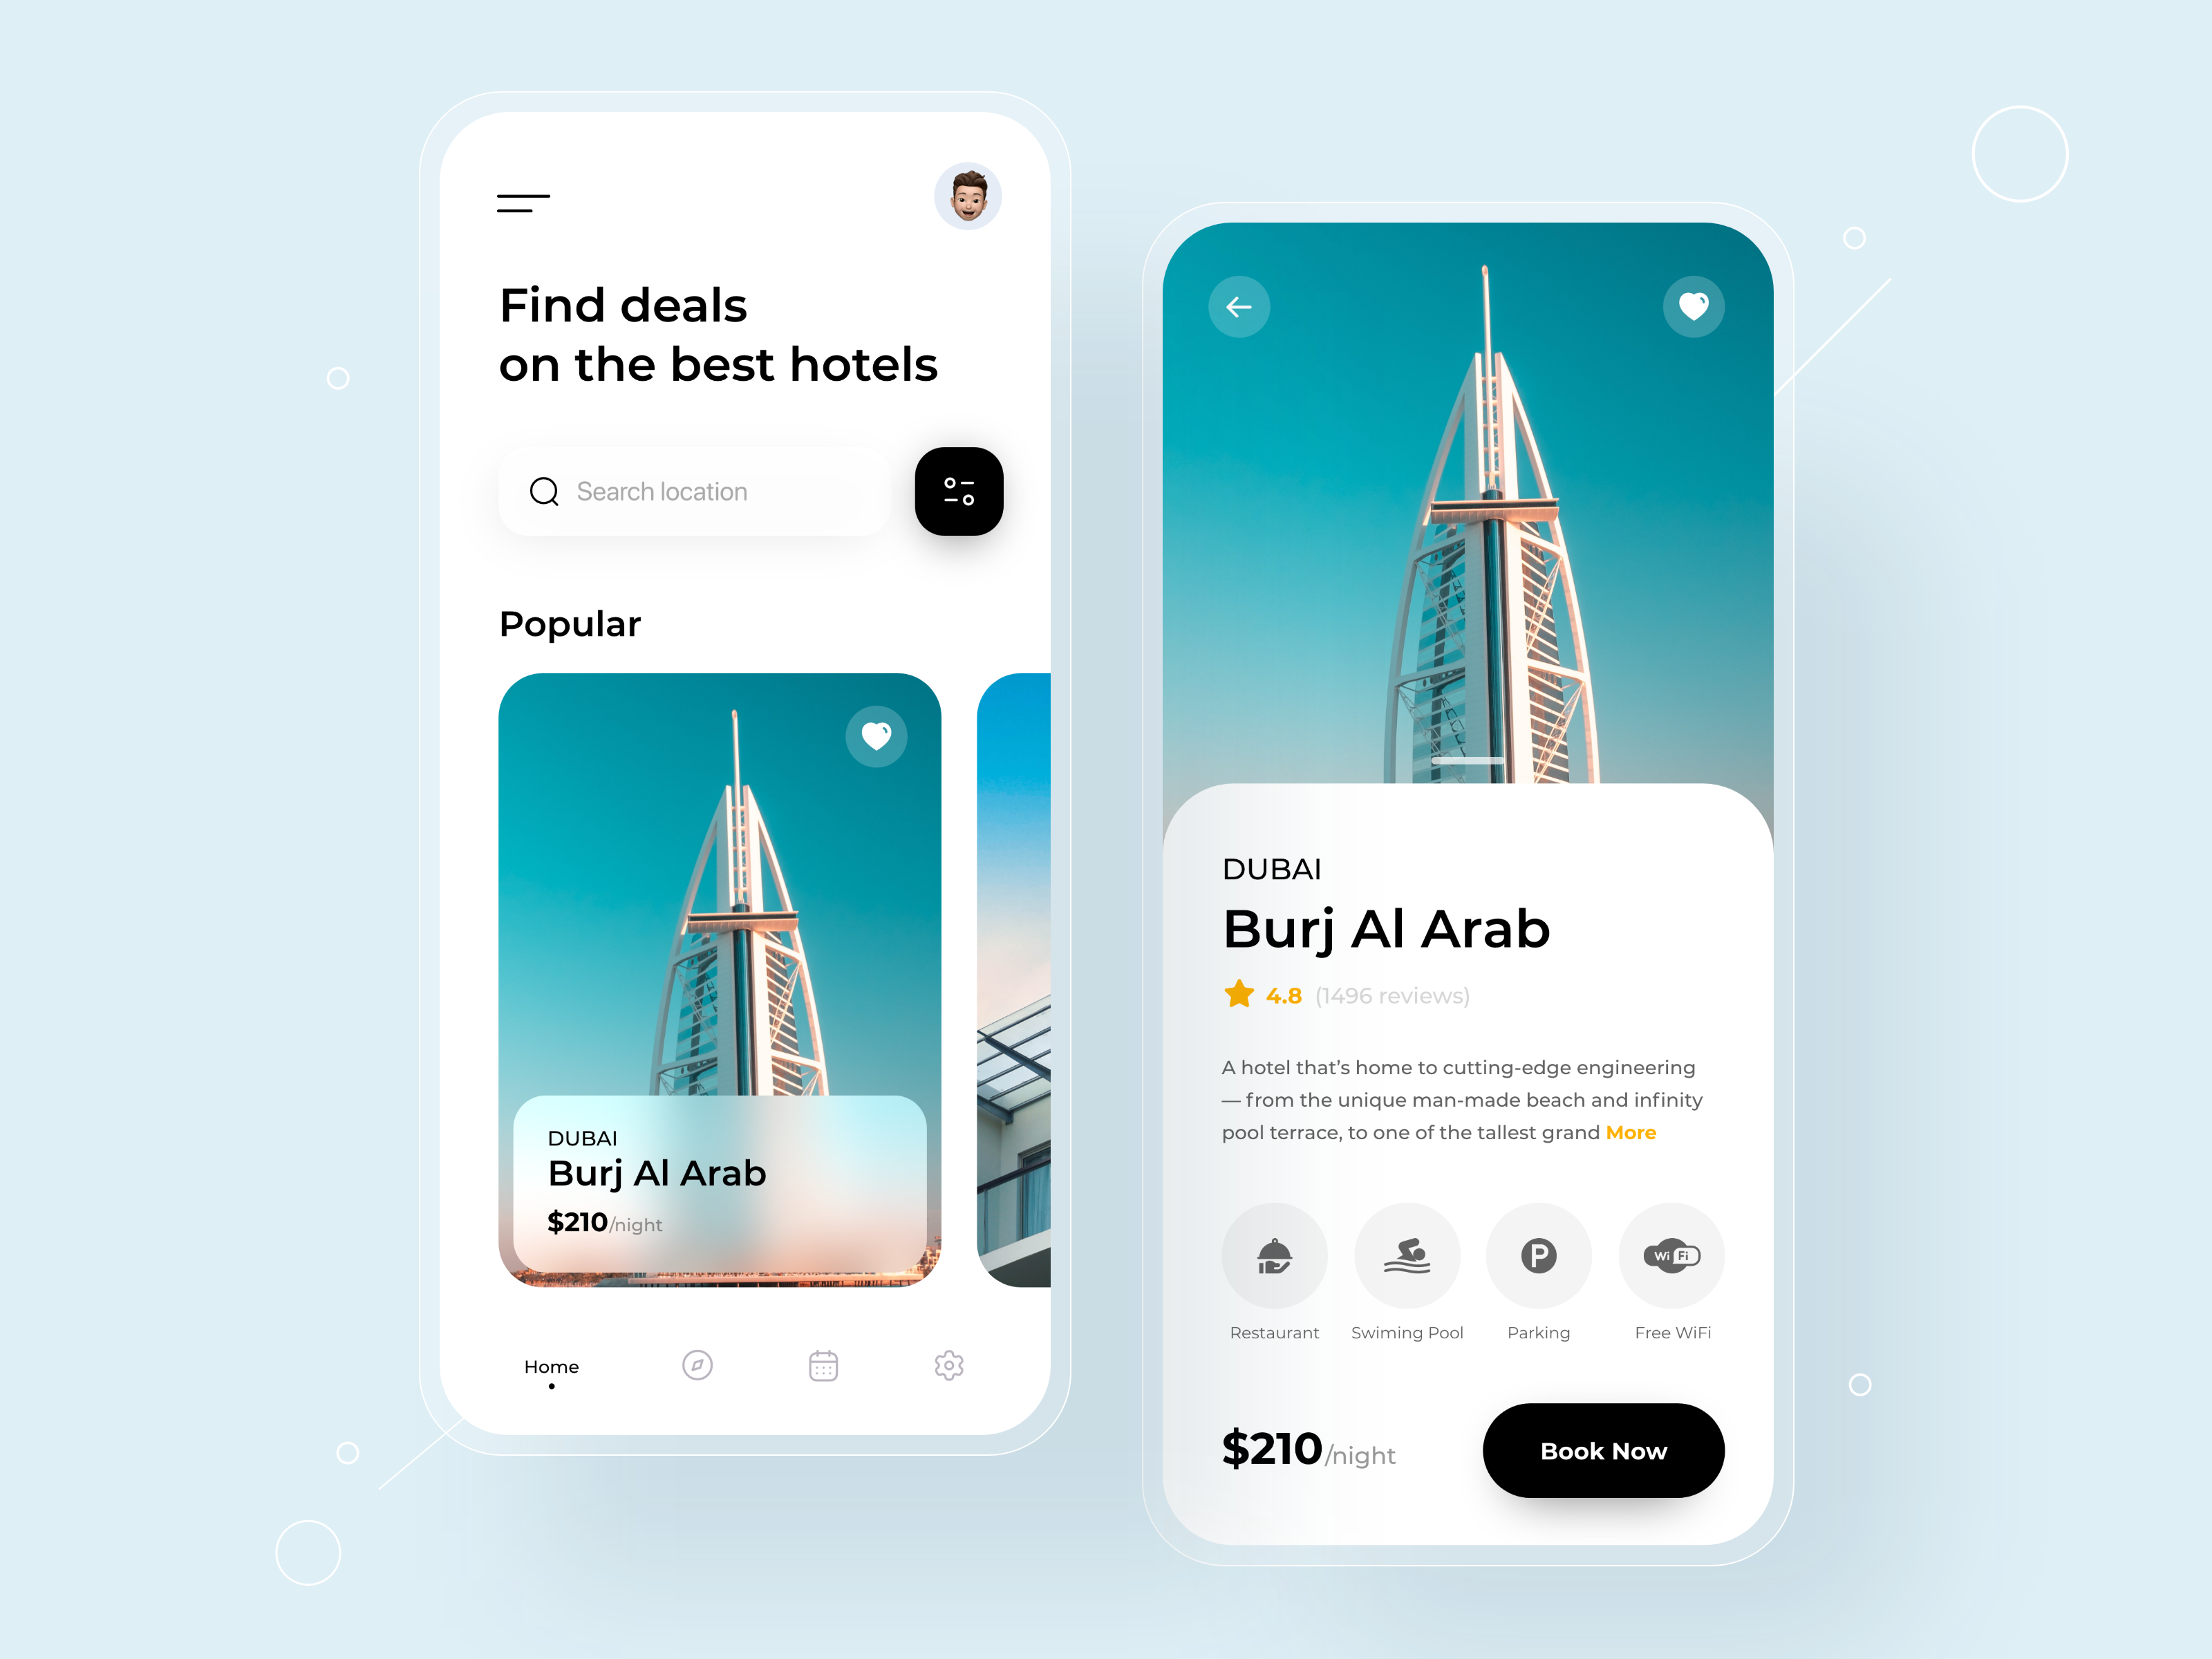 Find deals
on the best hotels
Search location
Popular
DUBAI
Burj Al Arab
$210/night
Home
DUBAI
Burj Al Arab
4.8 (1496 reviews)
A hotel that's home to cutting-edge engineering
— from the unique man-made beach and infinity
pool terrace, to one of the tallest grand More
P
Wi Fi
Restaurant Swiming Pool Parking Free WiFi
$210/night Book Now